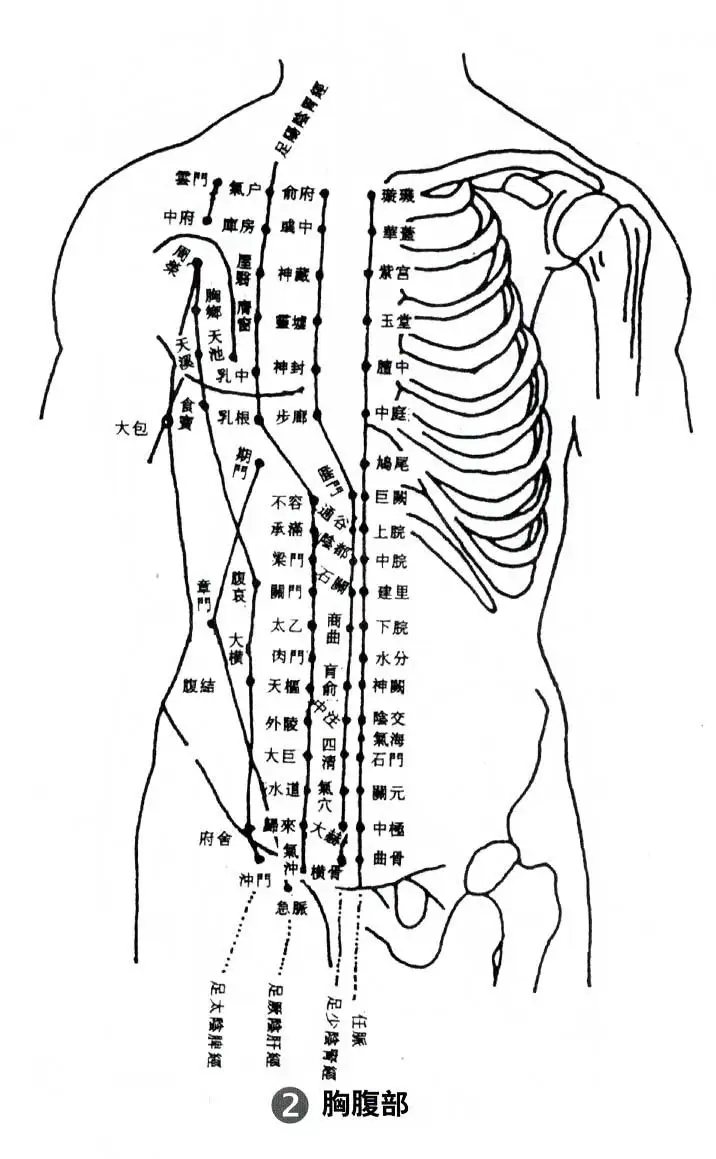 足陽陰胃經
雲門
氣户
俞府
璇璣
中府
庫房
彧中
華蓋
周榮
屋翳
神藏
紫宮
胸鄉
膺窗
靈墟
玉堂
天溪
天池
乳中
神封
膻中
大包
食竇
乳根
步廊
中庭
期門
幽門
鳩尾
不容
通谷
巨闕
承滿
陰都
上脘
梁門
石關
中脘
章門
腹哀
關門
建里
太乙
商曲
下脘
大橫
肉門
水分
腹結
天樞
肓俞
神闕
外陵
中注
陰交
氣海
大巨
四清
石門
水道
氣穴
關元
府舍
歸來
大赫
中極
沖門
氣沖
橫骨
曲骨
急脈
足太陰脾經
足厥陰肝經
足少陰腎經
任脈
2 胸腹部